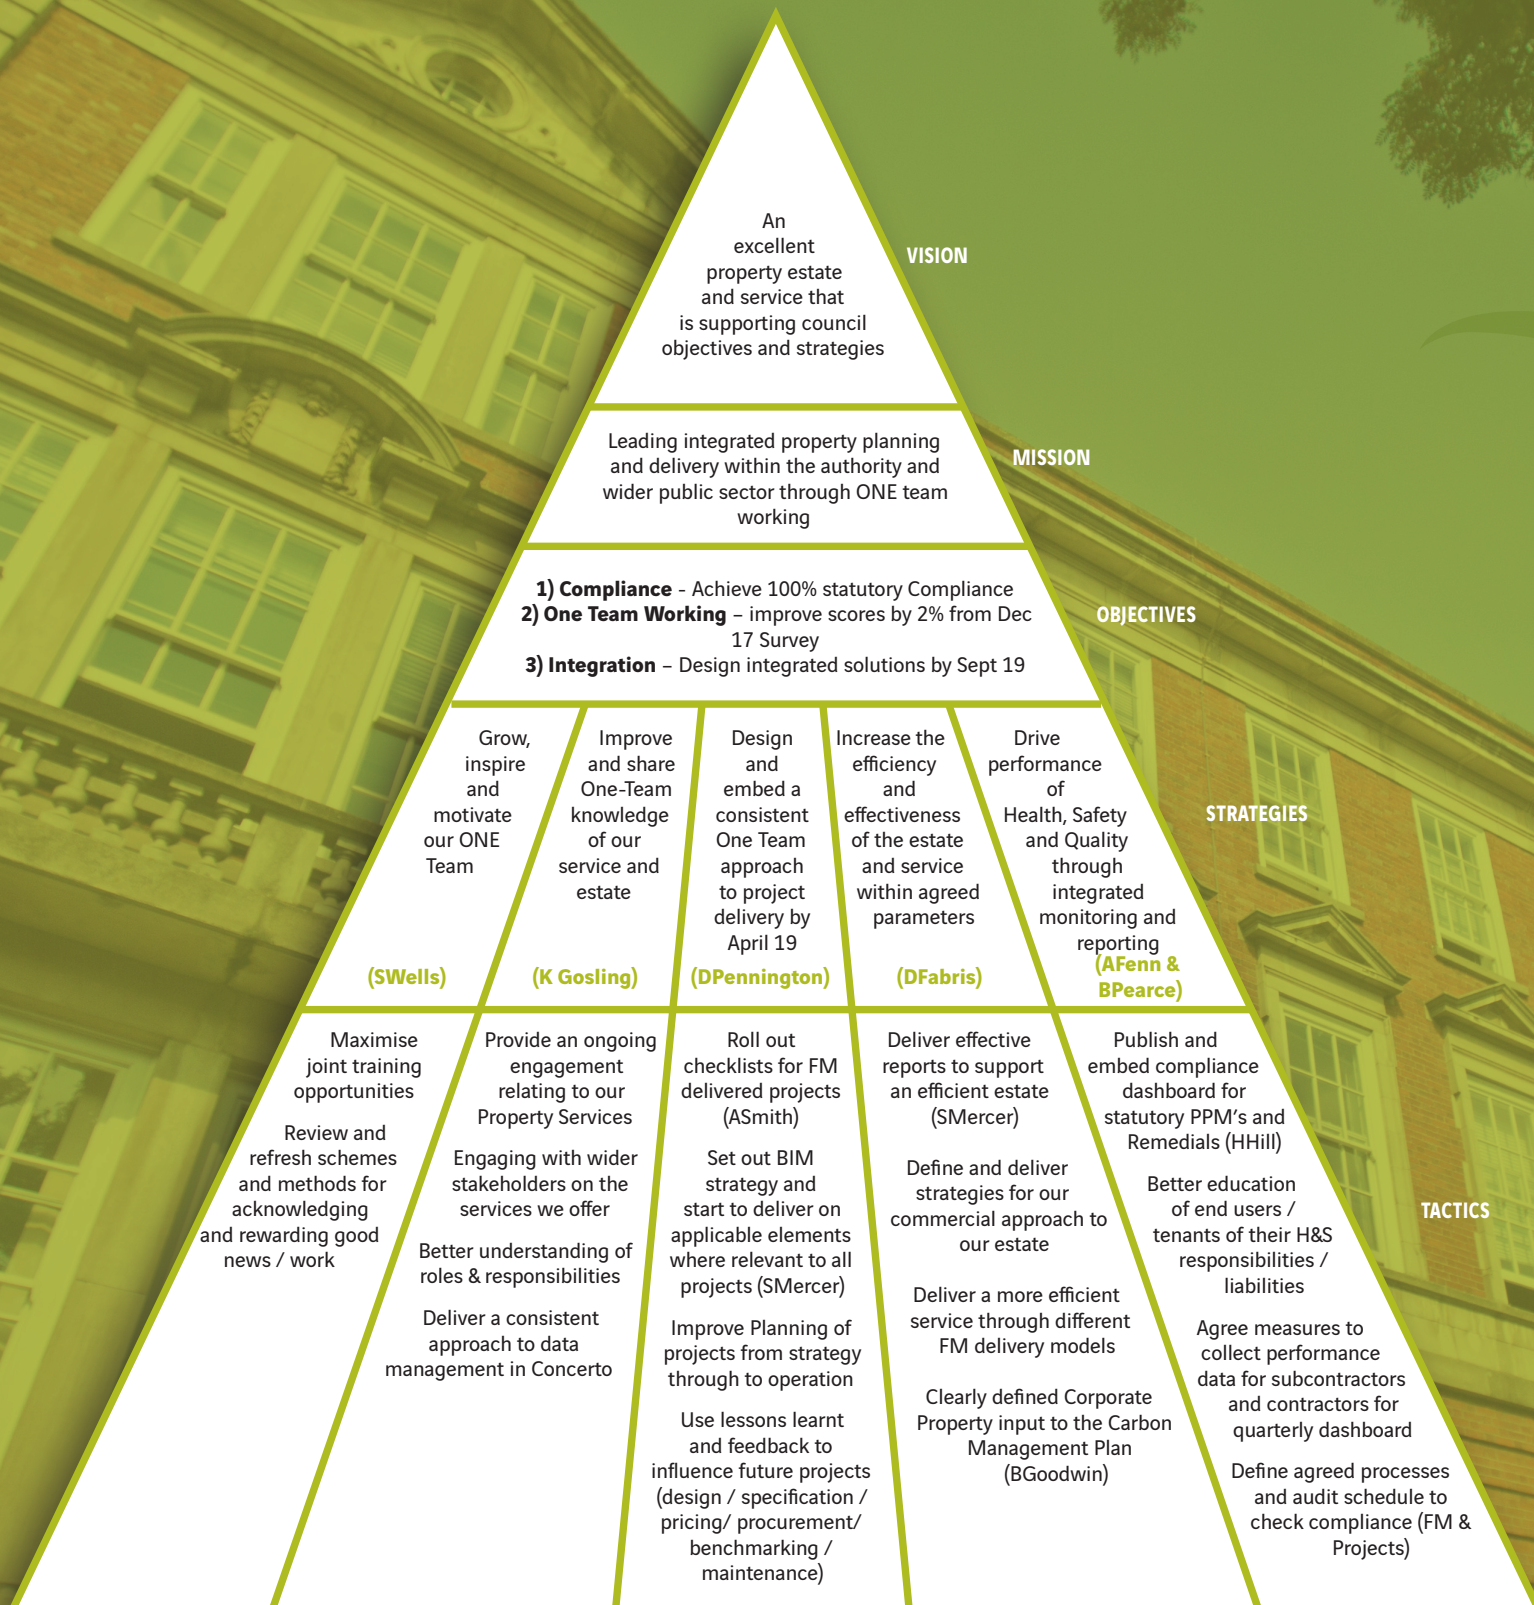 An
excellent
property estate
and service that
is supporting council
objectives and strategies
VISION
Leading integrated property planning
and delivery within the authority and
wider public sector through ONE team
working
MISSION
1) Compliance - Achieve 100% statutory Compliance
2) One Team Working – improve scores by 2% from Dec
17 Survey
3) Integration – Design integrated solutions by Sept 19
OBJECTIVES
Grow,
inspire
and
motivate
our ONE
Team
(SWells)
Improve
and share
One-Team
knowledge
of our
service and
estate
(K Gosling)
Design
and
embed a
consistent
One Team
approach
to project
delivery by
April 19
(DPennington)
Increase the
efficiency
and
effectiveness
of the estate
and service
within agreed
parameters
(DFabris)
Drive
performance
of
Health, Safety
and Quality
through
integrated
monitoring and
reporting
(AFenn &
BPearce)
STRATEGIES
Maximise
joint training
opportunities
Review and
refresh schemes
and methods for
acknowledging
and rewarding good
news / work
Provide an ongoing
engagement
relating to our
Property Services
Engaging with wider
stakeholders on the
services we offer
Better understanding of
roles & responsibilities
Deliver a consistent
approach to data
management in Concerto
Roll out
checklists for FM
delivered projects
(ASmith)
Set out BIM
strategy and
start to deliver on
applicable elements
where relevant to all
projects (SMercer)
Improve Planning of
projects from strategy
through to operation
Use lessons learnt
and feedback to
influence future projects
(design / specification /
pricing/ procurement/
benchmarking /
maintenance)
Deliver effective
reports to support
an efficient estate
(SMercer)
Define and deliver
strategies for our
commercial approach to
our estate
Deliver a more efficient
service through different
FM delivery models
Clearly defined Corporate
Property input to the Carbon
Management Plan
(BGoodwin)
Publish and
embed compliance
dashboard for
statutory PPM's and
Remedials (HHill)
Better education
of end users /
tenants of their H&S
responsibilities /
liabilities
Agree measures to
collect performance
data for subcontractors
and contractors for
quarterly dashboard
Define agreed processes
and audit schedule to
check compliance (FM &
Projects)
TACTICS